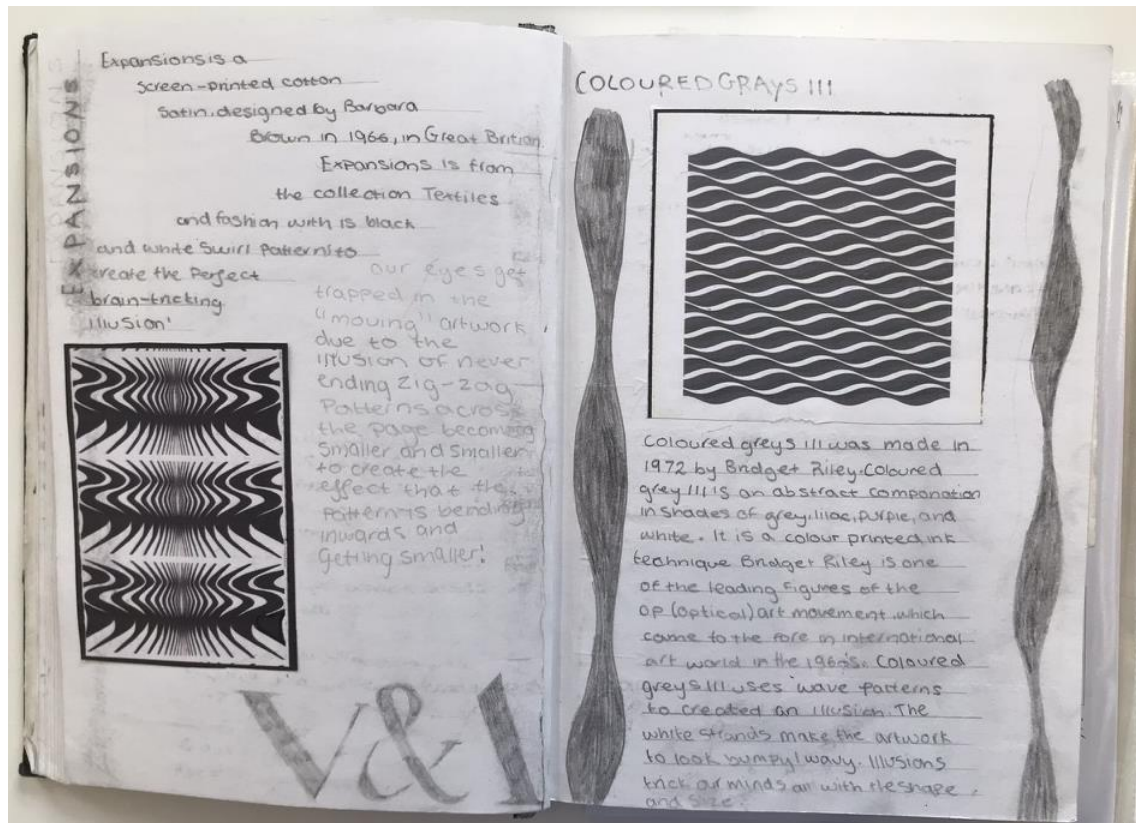 EXPANSIONS
Expansions is a
Screen-printed cotton
Satin, designed by Barbara
Brown in 1966, in Great Brition
Expansions is from
the collection Textiles
and fashion with is black
and white Swirl Patterns to
create the Perfect
brain-tricking
illusion'
our eyes get
trapped in the
"moving" artwork
due to the
illusion of never
ending Zig-zag
Patterns across
the page becoming
Smaller and Smaller
to create the
effect that the
Pattern is bending
inwards and
Getting Smaller!
V&A
COLOURED GRAYS III
Coloured greys III was made in
1972 by Bridget Riley. Coloured
grey III is an abstract companation
in Shades of grey, lilac, purple, and
white. It is a colour printed ink
technique Bridget Riley is one
of the leading figures of the
op (optical) art movement, which
came to the fore in international
art world in the 1960's. Coloured
greys III uses wave patterns
to created an illusion. The
white Strands make the artwork
to look bumpy/wavy. Illusions
trick our minds all with the shape
and Size.